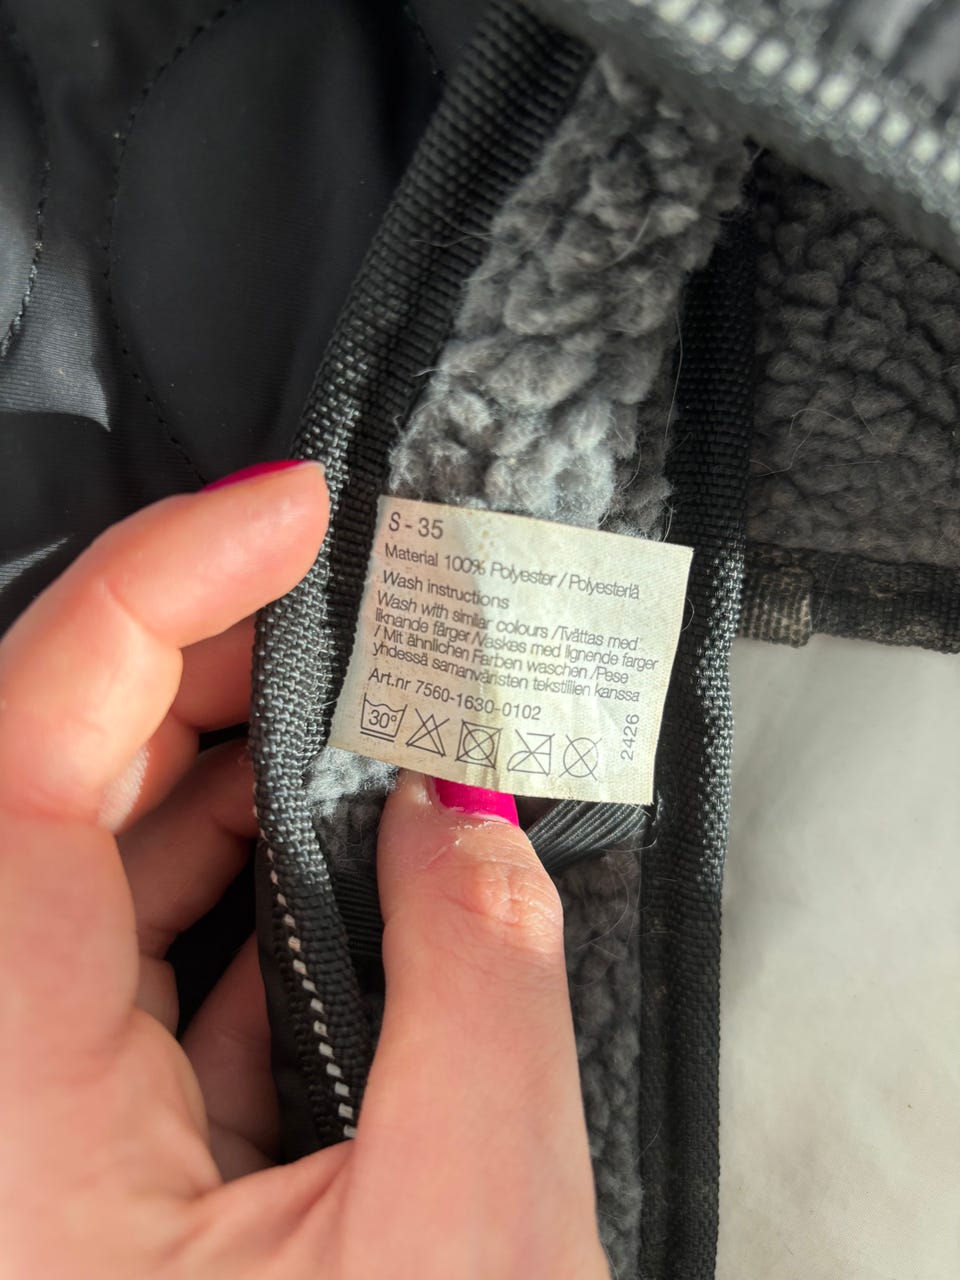 S - 35
Material 100% Polyester / Polyesterlä
Wash instructions
Wash with similar colours /Tvättas med
liknande färger/Vaskes med lignende farger
/ Mit ähnlichen Farben waschen /Pese
yhdessä samanväristen tekstiilien kanssa
Art.nr 7560-1630-0102
30°
2426